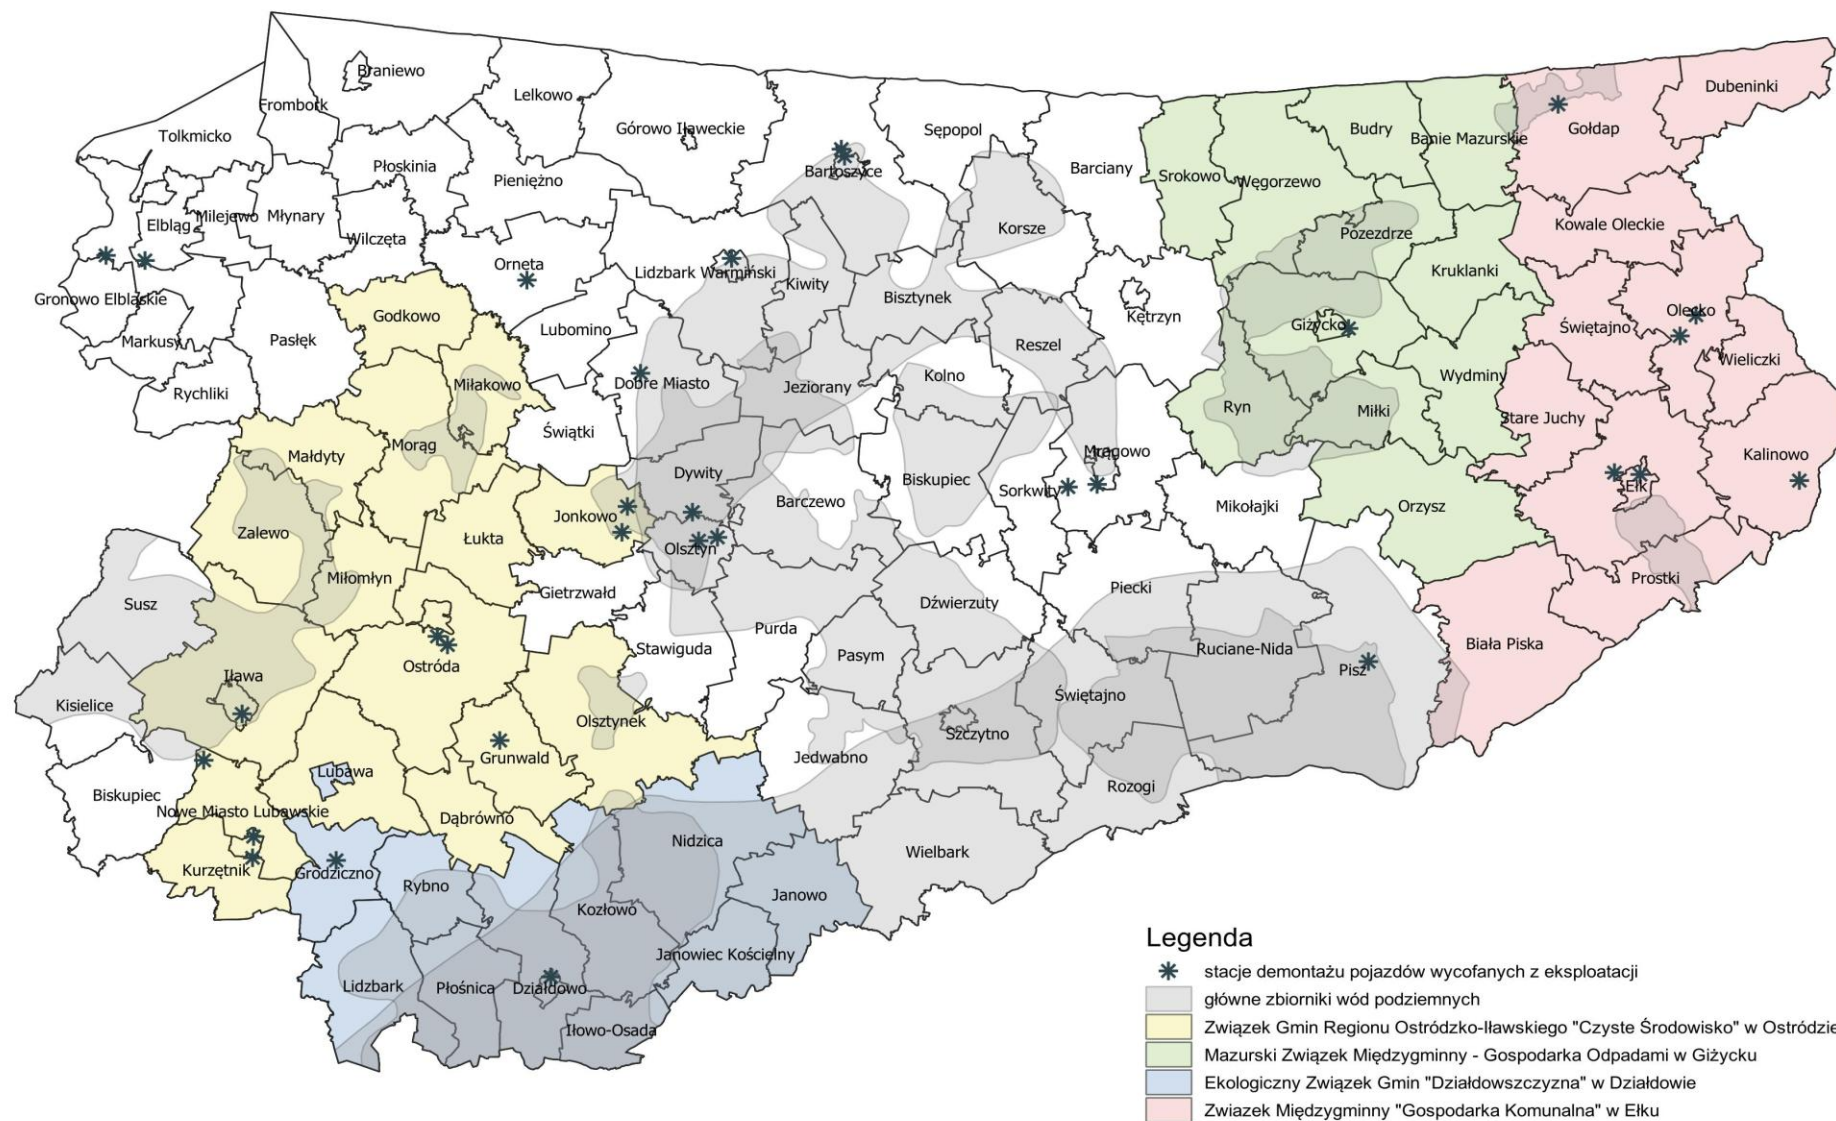 Braniewo
Lelkowo
Frombork
Tolkmicko
Górowo Iławeckie
Sępopol
Barciany
Budry
Banie Mazurskie
Gołdap
Dubeninki
Płoskinia
Pieniężno
Bartoszyce
Srokowo
Węgorzewo
Elbląg
Milejewo
Młynary
Wilczęta
Korsze
Pozezdrze
Kowale Oleckie
Orneta
Lidzbark Warmiński
Kiwity
Bisztynek
Kruklanki
Gronowo Elbląskie
Godkowo
Lubomino
Kętrzyn
Giżycko
Świętajno
Olecko
Markusy
Pasłęk
Reszel
Wieliczki
Rychliki
Miłakowo
Dobre Miasto
Jeziorany
Kolno
Wydminy
Ryn
Miłki
Stare Juchy
Świątki
Małdyty
Morąg
Mrągowo
Kalinowo
Dywity
Barczewo
Biskupiec
Sorkwity
Ełk
Jonkowo
Mikołajki
Orzysz
Zalewo
Łukta
Olsztyn
Miłomłyn
Gietrzwałd
Susz
Dźwierzuty
Piecki
Prostki
Purda
Ostróda
Stawiguda
Pasym
Ruciane-Nida
Biała Piska
Iława
Pisz
Kisielice
Świętajno
Olsztynek
Szczytno
Grunwald
Jedwabno
Lubawa
Biskupiec
Rozogi
Nowe Miasto Lubawskie
Dąbrówno
Nidzica
Wielbark
Kurzętnik
Grodziczno
Rybno
Janowo
Kozłowo
Janowiec Kościelny
Lidzbark
Płośnica
Działdowo
Iłowo-Osada
Legenda
stacje demontażu pojazdów wycofanych z eksploatacji
główne zbiorniki wód podziemnych
Związek Gmin Regionu Ostródzko-Iławskiego "Czyste Środowisko" w Ostródzie
Mazurski Związek Międzygminny - Gospodarka Odpadami w Giżycku
Ekologiczny Związek Gmin "Działdowszczyzna" w Działdowie
Zwiazek Międzygminny "Gospodarka Komunalna" w Ełku